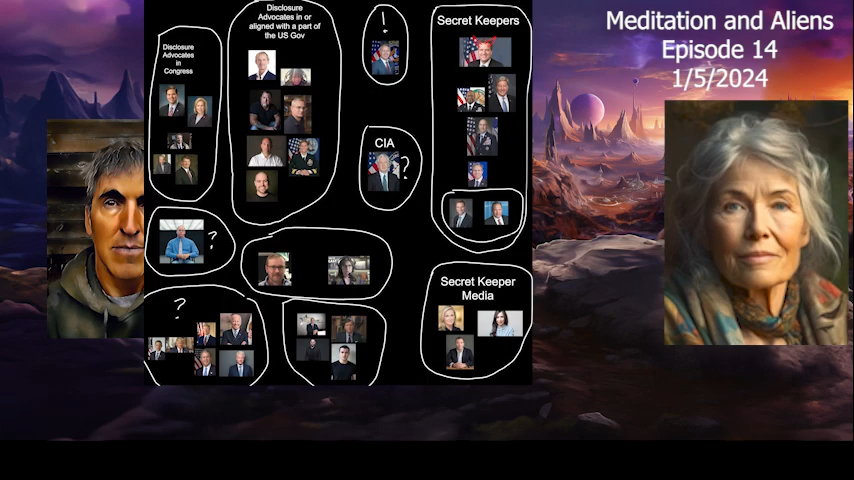 Meditation and Aliens
Episode 14
1/5/2024
Disclosure
Advocates
in
Congress
Disclosure
Advocates in or
aligned with a part of
the US Gov
!
Secret Keepers
CIA
?
?
?
Secret Keeper
Media